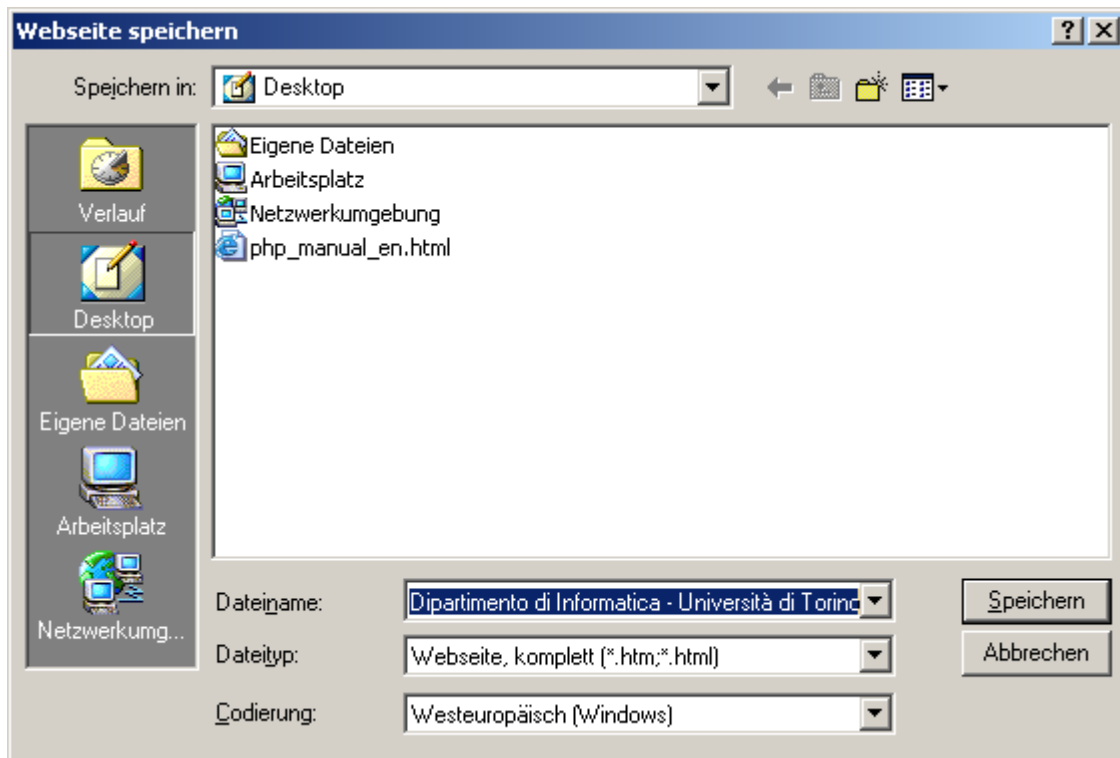 Webseite speichern
Speichern in: Desktop
Verlauf
Desktop
Eigene Dateien
Arbeitsplatz
Netzwerkumg...
Eigene Dateien
Arbeitsplatz
Netzwerkumgebung
php_manual_en.html
Dateiname: Dipartimento di Informatica - Università di Torino
Speichern
Dateityp: Webseite, komplett (*.htm;*.html)
Abbrechen
Codierung: Westeuropäisch (Windows)